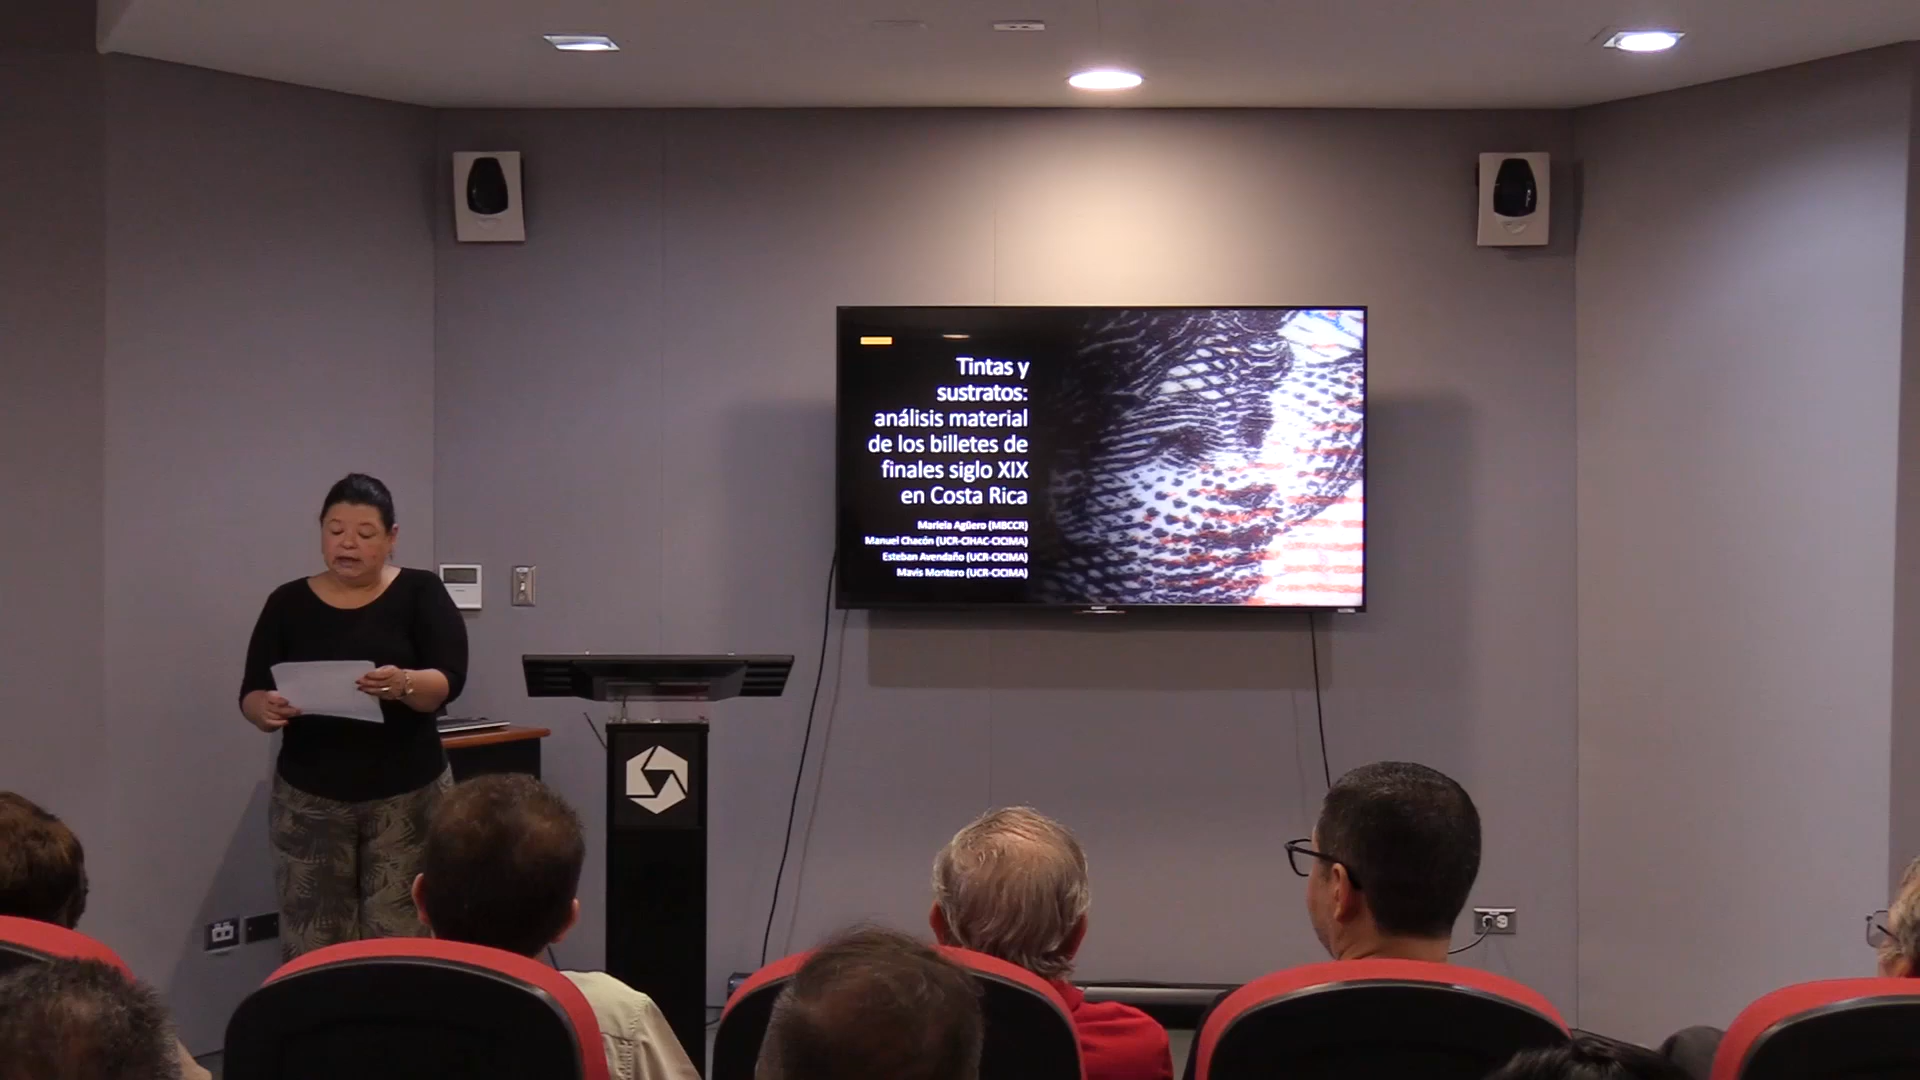 Tintas y
sustratos:
análisis material
de los billetes de
finales siglo XIX
en Costa Rica
Mariela Agüero (MBCCR)
Manuel Chacón (UCR-CIHAC-CICIMA)
Esteban Avendaño (UCR-CICIMA)
Mavis Montero (UCR-CICIMA)